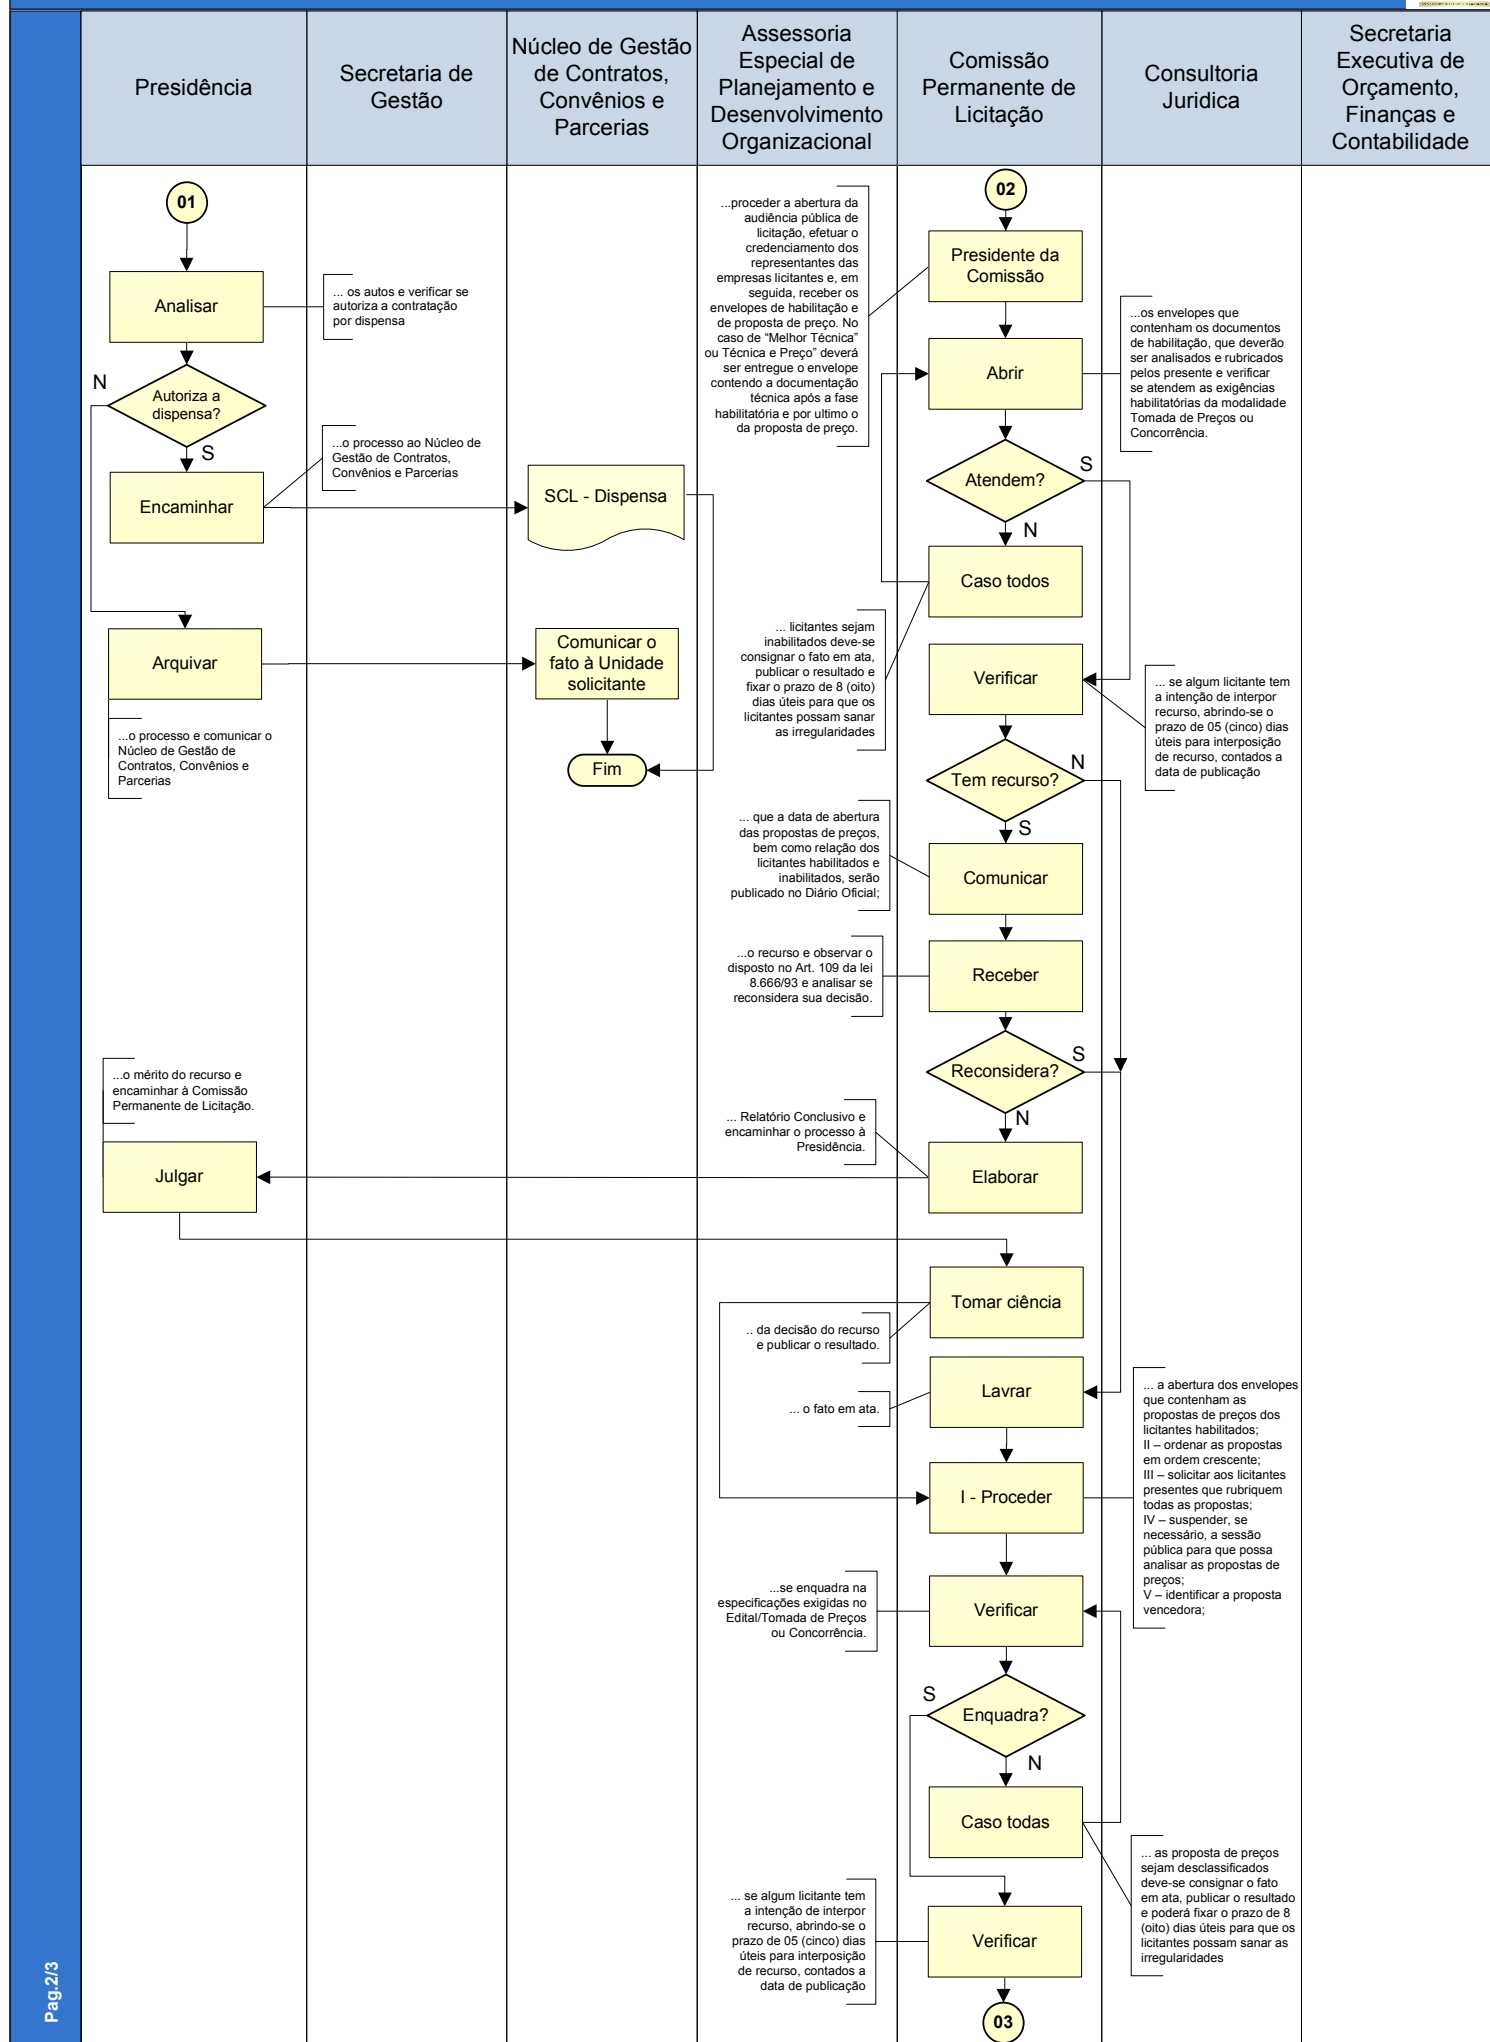 Presidência
Secretaria de
Gestão
Núcleo de Gestão
de Contratos,
Convênios e
Parcerias
Assessoria
Especial de
Planejamento e
Desenvolvimento
Organizacional
Comissão
Permanente de
Licitação
Consultoria
Juridica
Secretaria
Executiva de
Orçamento,
Finanças e
Contabilidade
01
Analisar
... os autos e verificar se
autoriza a contratação
por dispensa
N
Autoriza a
dispensa?
S
...o processo ao Núcleo de
Gestão de Contratos,
Convênios e Parcerias
Encaminhar
SCL - Dispensa
Arquivar
Comunicar o
fato à Unidade
solicitante
...o processo e comunicar o
Núcleo de Gestão de
Contratos, Convênios e
Parcerias
Fim
02
...proceder a abertura da
audiência pública de
licitação, efetuar o
credenciamento dos
representantes das
empresas licitantes e, em
seguida, receber os
envelopes de habilitação e
de proposta de preço. No
caso de “Melhor Técnica”
ou Técnica e Preço” deverá
ser entregue o envelope
contendo a documentação
técnica após a fase
habilitatória e por ultimo o
da proposta de preço.
Presidente da
Comissão
Abrir
...os envelopes que
contenham os documentos
de habilitação, que deverão
ser analisados e rubricados
pelos presente e verificar
se atendem as exigências
habilitatórias da modalidade
Tomada de Preços ou
Concorrência.
Atendem?
S
N
Caso todos
... licitantes sejam
inabilitados deve-se
consignar o fato em ata,
publicar o resultado e
fixar o prazo de 8 (oito)
dias úteis para que os
licitantes possam sanar
as irregularidades
Verificar
... se algum licitante tem
a intenção de interpor
recurso, abrindo-se o
prazo de 05 (cinco) dias
úteis para interposição
de recurso, contados a
data de publicação
Tem recurso?
N
S
... que a data de abertura
das propostas de preços,
bem como relação dos
licitantes habilitados e
inabilitados, serão
publicado no Diário Oficial;
Comunicar
...o recurso e observar o
disposto no Art. 109 da lei
8.666/93 e analisar se
reconsidera sua decisão.
Receber
Reconsidera?
S
N
...o mérito do recurso e
encaminhar à Comissão
Permanente de Licitação.
... Relatório Conclusivo e
encaminhar o processo à
Presidência.
Julgar
Elaborar
Tomar ciência
.. da decisão do recurso
e publicar o resultado.
Lavrar
... o fato em ata.
I - Proceder
... a abertura dos envelopes
que contenham as
propostas de preços dos
licitantes habilitados;
II – ordenar as propostas
em ordem crescente;
III – solicitar aos licitantes
presentes que rubriquem
todas as propostas;
IV – suspender, se
necessário, a sessão
pública para que possa
analisar as propostas de
preços;
V – identificar a proposta
vencedora;
...se enquadra na
especificações exigidas no
Edital/Tomada de Preços
ou Concorrência.
Verificar
S
Enquadra?
N
Caso todas
... as proposta de preços
sejam desclassificados
deve-se consignar o fato
em ata, publicar o resultado
e poderá fixar o prazo de 8
(oito) dias úteis para que os
licitantes possam sanar as
irregularidades
... se algum licitante tem
a intenção de interpor
recurso, abrindo-se o
prazo de 05 (cinco) dias
úteis para interposição
de recurso, contados a
data de publicação
Verificar
03
Pag.2/3